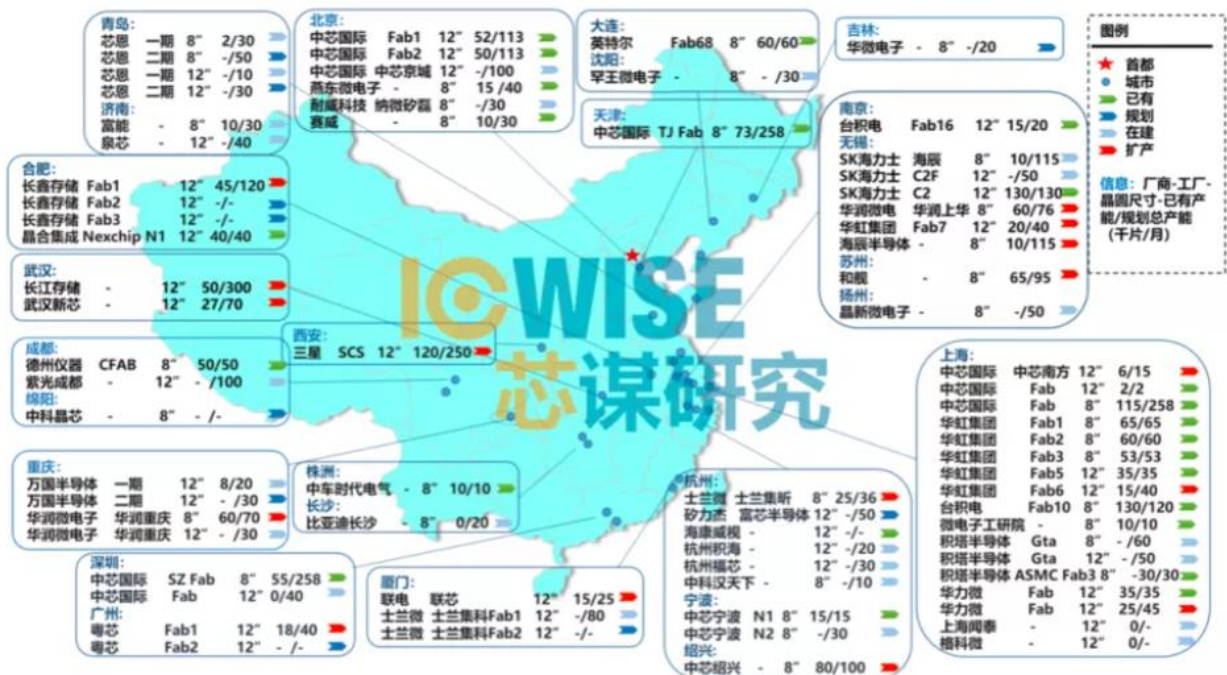 青岛:
芯恩 一期 8" 2/30
芯恩 二期 8" -/50
芯恩 一期 12" -/10
芯恩 二期 12" -/30
济南:
富能 - 8" 10/30
泉芯 - 12" -/40
北京:
中芯国际 Fab1 12" 52/113
中芯国际 Fab2 12" 50/113
中芯国际 中芯京城 12" -/100
燕东微电子 - 8" 15/40
耐威科技 纳微矽磊 8" -/30
赛威 - 8" 10/30
大连:
英特尔 Fab68 8" 60/60
沈阳:
罕王微电子 - 8" - /30
天津:
中芯国际 TJ Fab 8" 73/258
吉林:
华微电子 - 8" -/20
图例
首都
城市
已有
规划
在建
扩产
信息: 厂商-工厂-
晶圆尺寸-已有产
能/规划总产能
(千片/月)
合肥:
长鑫存储 Fab1 12" 45/120
长鑫存储 Fab2 12" -/-
长鑫存储 Fab3 12" -/-
晶合集成 Nexchip N1 12" 40/40
武汉:
长江存储 - 12" 50/300
武汉新芯 - 12" 27/70
西安:
三星 SCS 12" 120/250
成都:
德州仪器 CFAB 8" 50/50
紫光成都 - 12" - /100
绵阳:
中科晶芯 - 8" - /-
重庆:
万国半导体 一期 12" 8/20
万国半导体 二期 12" - /30
华润微电子 华润重庆 8" 60/70
华润微电子 华润重庆 12" - /30
株洲:
中车时代电气 - 8" 10/10
长沙:
比亚迪长沙 - 8" 0/20
深圳:
中芯国际 SZ Fab 8" 55/258
中芯国际 Fab 12" 0/40
广州:
粤芯 Fab1 12" 18/40
粤芯 Fab2 12" - /-
厦门:
联电 联芯 12" 15/25
士兰微 士兰集科Fab1 12" -/80
士兰微 士兰集科Fab2 12" -/-
南京:
台积电 Fab16 12" 15/20
无锡:
SK海力士 海辰 8" 10/115
SK海力士 C2F 12" -/50
SK海力士 C2 12" 130/130
华润微电 华润上华 8" 60/76
华虹集团 Fab7 12" 20/40
海辰半导体 - 8" 10/115
苏州:
和舰 - 8" 65/95
扬州:
晶新微电子 - 8" -/50
杭州:
士兰微 士兰集昕 8" 25/36
矽力杰 富芯半导体 12" -/50
海康威视 - 12" -/-
杭州积海 - 12" -/20
杭州福芯 - 12" -/30
中科汉天下 - 8" -/10
宁波:
中芯宁波 N1 8" 15/15
中芯宁波 N2 8" -/30
绍兴:
中芯绍兴 - 8" 80/100
上海:
中芯国际 中芯南方 12" 6/15
中芯国际 Fab 12" 2/2
中芯国际 Fab 8" 115/258
华虹集团 Fab1 8" 65/65
华虹集团 Fab2 8" 60/60
华虹集团 Fab3 8" 53/53
华虹集团 Fab5 12" 35/35
华虹集团 Fab6 12" 15/40
台积电 Fab10 8" 130/120
微电子工研院 - 8" 10/10
积塔半导体 Gta 8" - /60
积塔半导体 Gta 12" - /50
积塔半导体 ASMC Fab3 8" -30/30
华力微 Fab 12" 35/35
华力微 Fab 12" 25/45
上海闻泰 - 12" 0/-
格科微 - 12" 0/-
ICWISE
芯谋研究